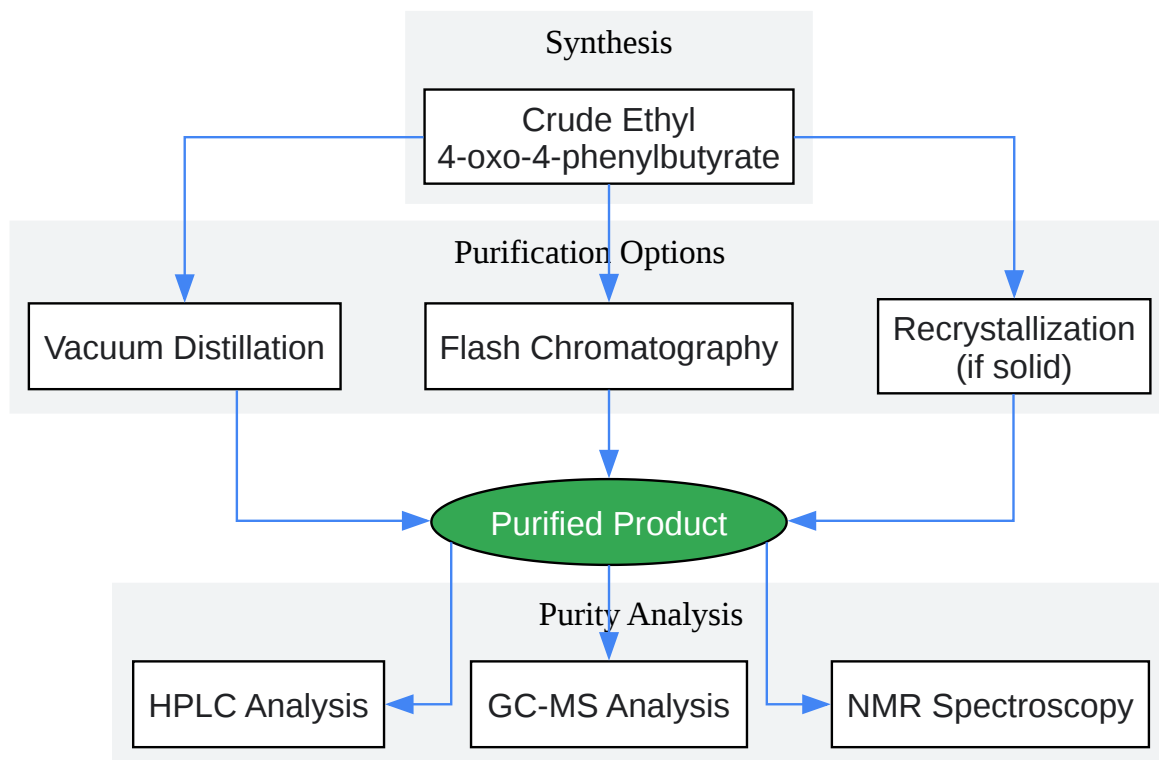 Synthesis
Crude Ethyl
4-oxo-4-phenylbutyrate
Purification Options
Vacuum Distillation
Flash Chromatography
Recrystallization
(if solid)
Purified Product
Purity Analysis
HPLC Analysis
GC-MS Analysis
NMR Spectroscopy